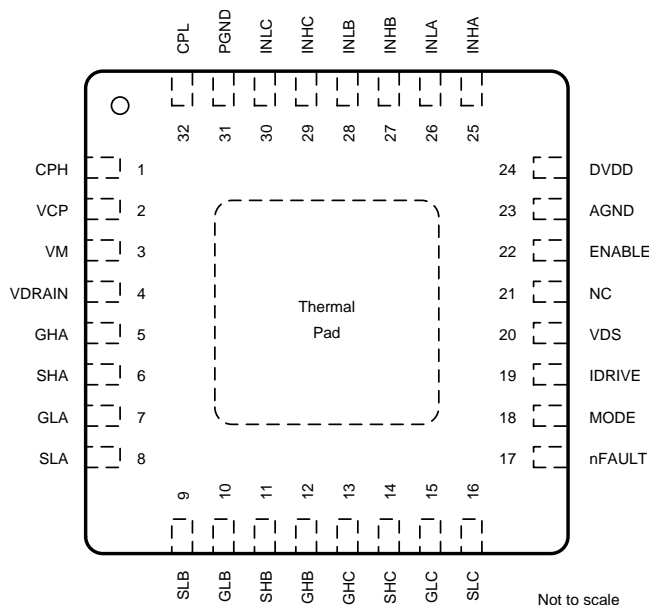 CPL PGND INLC INHC INLB INHB INLA INHA
32 31 30 29 28 27 26 25
CPH 1 24 DVDD
VCP 2 23 AGND
VM 3 22 ENABLE
VDRAIN 4 21 NC
GHA 5 20 VDS
SHA 6 19 IDRIVE
GLA 7 18 MODE
SLA 8 17 nFAULT
Thermal
Pad
9 10 11 12 13 14 15 16
SLB GLB SHB GHB GHC SHC GLC SLC
Not to scale